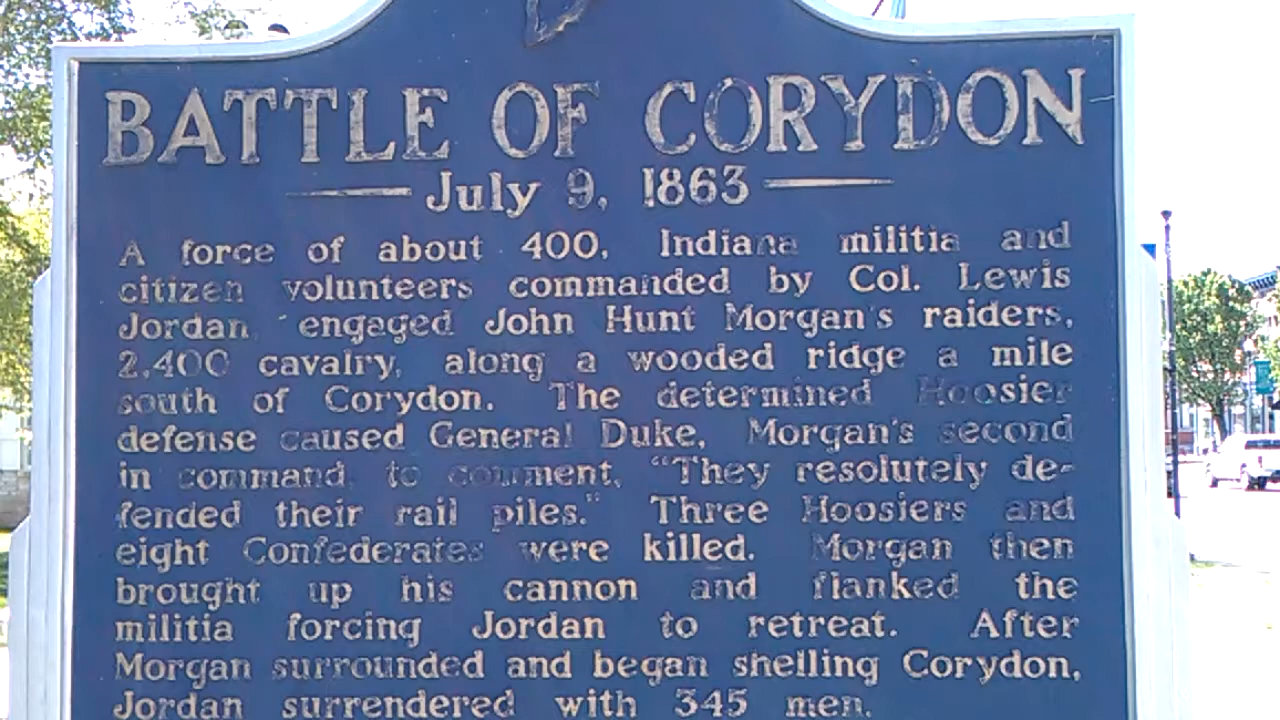 BATTLE OF CORYDON
July 9, 1863
A force of about 400, Indiana militia and
citizen volunteers commanded by Col. Lewis
Jordan, engaged John Hunt Morgan's raiders,
2,400 cavalry, along a wooded ridge a mile
south of Corydon. The determined Hoosier
defense caused General Duke, Morgan's second
in command to comment, "They resolutely de-
fended their rail piles." Three Hoosiers and
eight Confederates were killed. Morgan then
brought up his cannon and flanked the
militia forcing Jordan to retreat. After
Morgan surrounded and began shelling Corydon,
Jordan surrendered with 345 men.